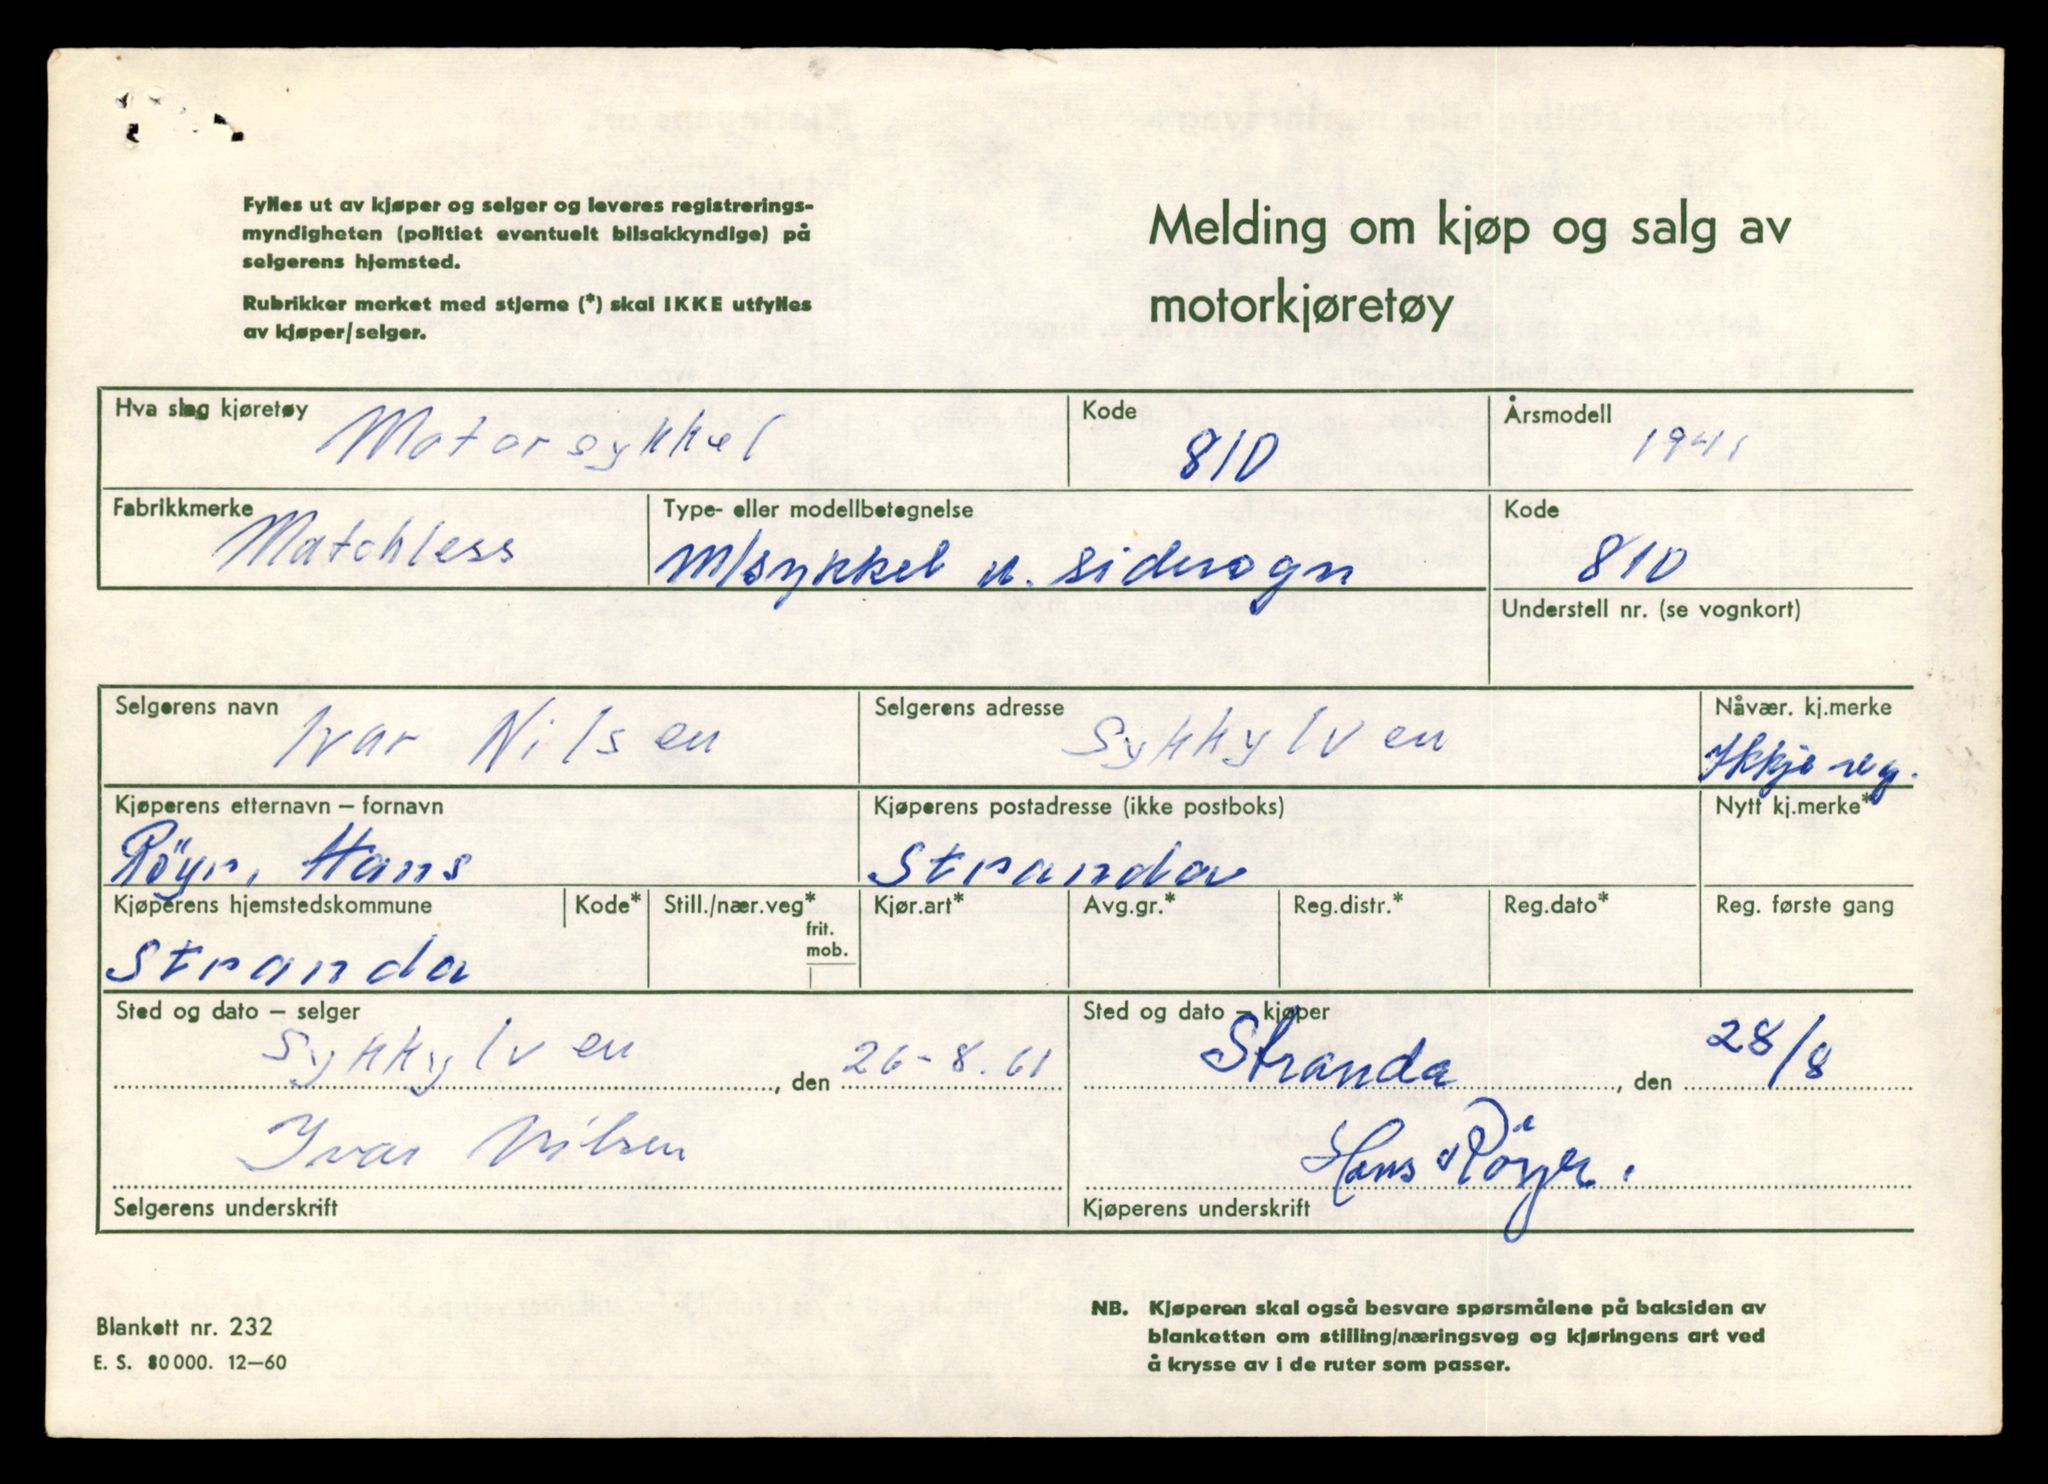 Fylles ut av kjøper og selger og leveres registrerings-
myndigheten (politiet eventuelt bilsakkyndige) på
selgerens hjemsted.
Rubrikker merket med stjerne (*) skal IKKE utfylles
av kjøper/selger.
Melding om kjøp og salg av
motorkjøretøy
Hva slag kjøretøy Kode Årsmodell
Motorsykkel 810 1941
Fabrikkmerke Type- eller modellbetegnelse Kode
Matchless M/sykkel u. sidevogn 810
Understell nr. (se vognkort)
Selgerens navn Selgerens adresse Nåvær. kj.merke
Ivar Nilsen Sykkylven Ikkje reg.
Kjøperens etternavn – fornavn Kjøperens postadresse (ikke postboks) Nytt kj.merke*
Röyr, Hans Stranda
Kjøperens hjemstedskommune Kode* Still./nær.veg* Kjør.art* Avg.gr.* Reg.distr.* Reg.dato* Reg. første gang
frit.
mob.
Stranda
Sted og dato – selger Sted og dato – kjøper
Sykkylven , den 26-8.61 Stranda , den 28/8
Ivar Nilsen Hans Röyr.
Selgerens underskrift Kjøperens underskrift
Blankett nr. 232
E. S. 80000. 12–60
NB. Kjøperen skal også besvare spørsmålene på baksiden av
blanketten om stilling/næringsveg og kjøringens art ved
å krysse av i de ruter som passer.